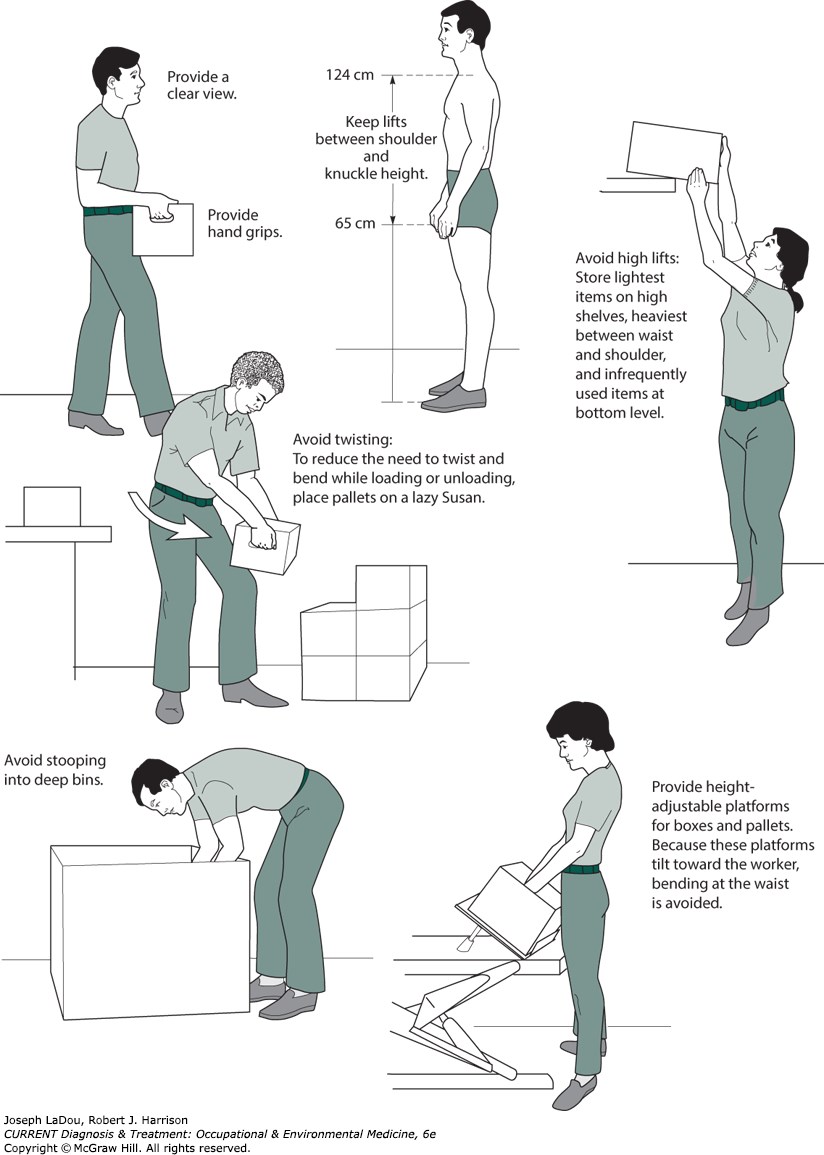 Provide a
clear view.
Provide
hand grips.
124 cm
Keep lifts
between shoulder
and
knuckle height.
65 cm
Avoid high lifts:
Store lightest
items on high
shelves, heaviest
between waist
and shoulder,
and infrequently
used items at
bottom level.
Avoid twisting:
To reduce the need to twist and
bend while loading or unloading,
place pallets on a lazy Susan.
Avoid stooping
into deep bins.
Provide height-
adjustable platforms
for boxes and pallets.
Because these platforms
tilt toward the worker,
bending at the waist
is avoided.
Joseph LaDou, Robert J. Harrison
CURRENT Diagnosis & Treatment: Occupational & Environmental Medicine, 6e
Copyright © McGraw Hill. All rights reserved.